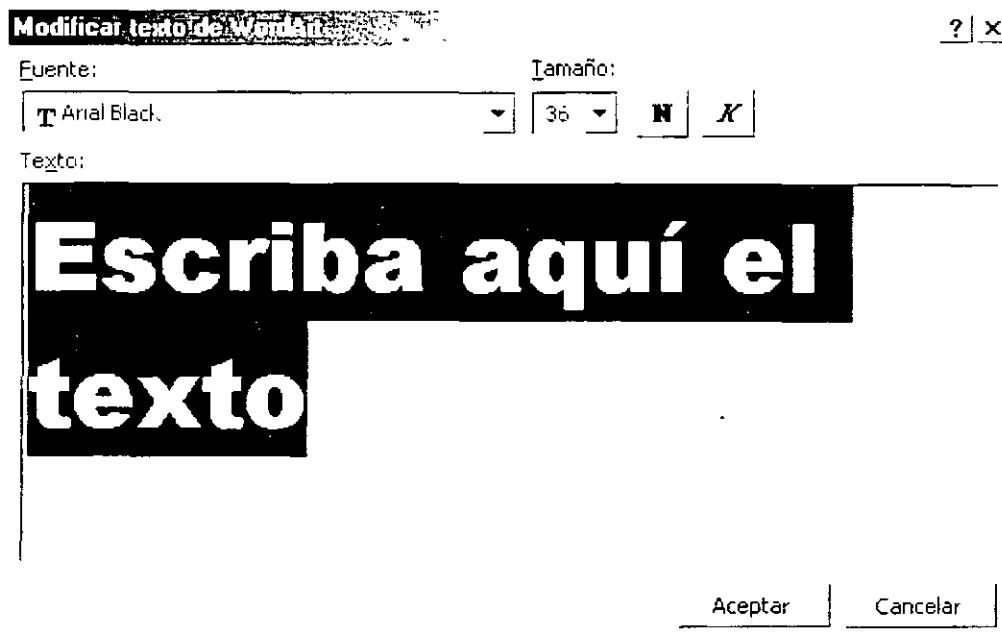 Modificar texto de WordArt
? ×
Fuente:
Tamaño:
T Arial Black
36
N
K
Texto:
Escriba aquí el
texto
Aceptar
Cancelar